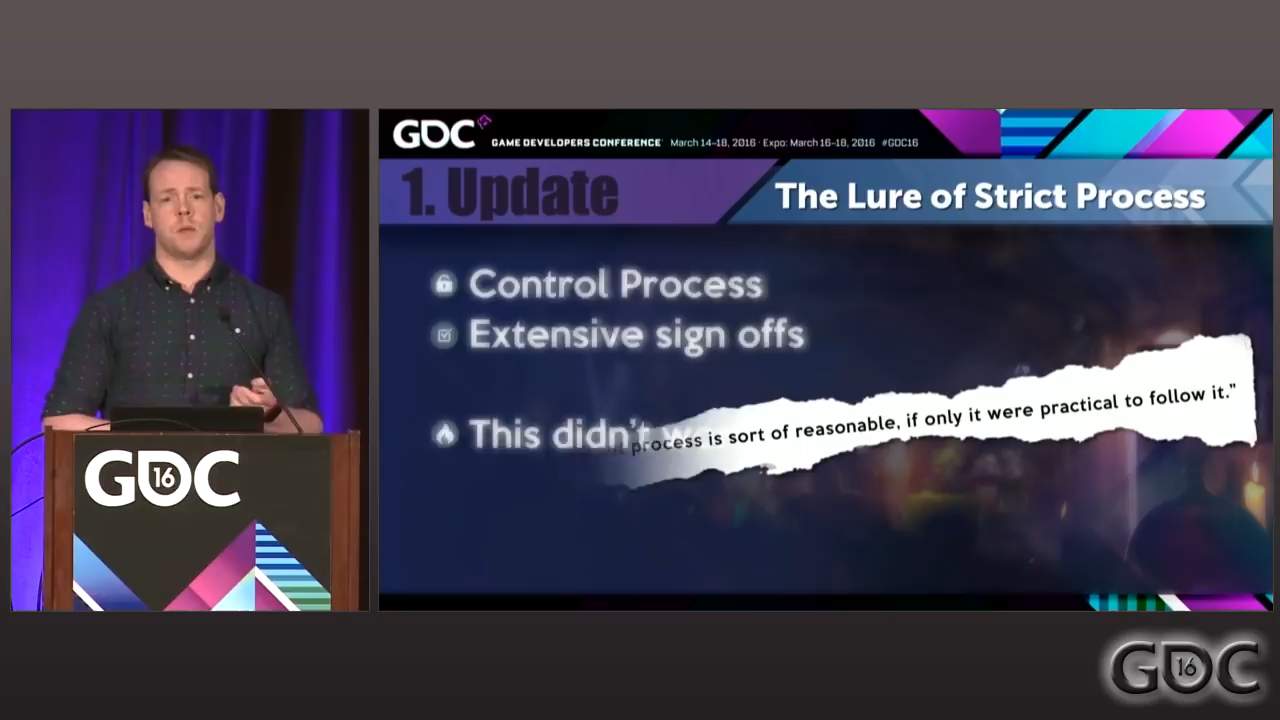 GDC
GAME DEVELOPERS CONFERENCE March 14–18, 2016 · Expo: March 16–18, 2016 #GDC16
1. Update
The Lure of Strict Process
Control Process
Extensive sign offs
This didn't
process is sort of reasonable, if only it were practical to follow it."
GDC
16
GDC
16